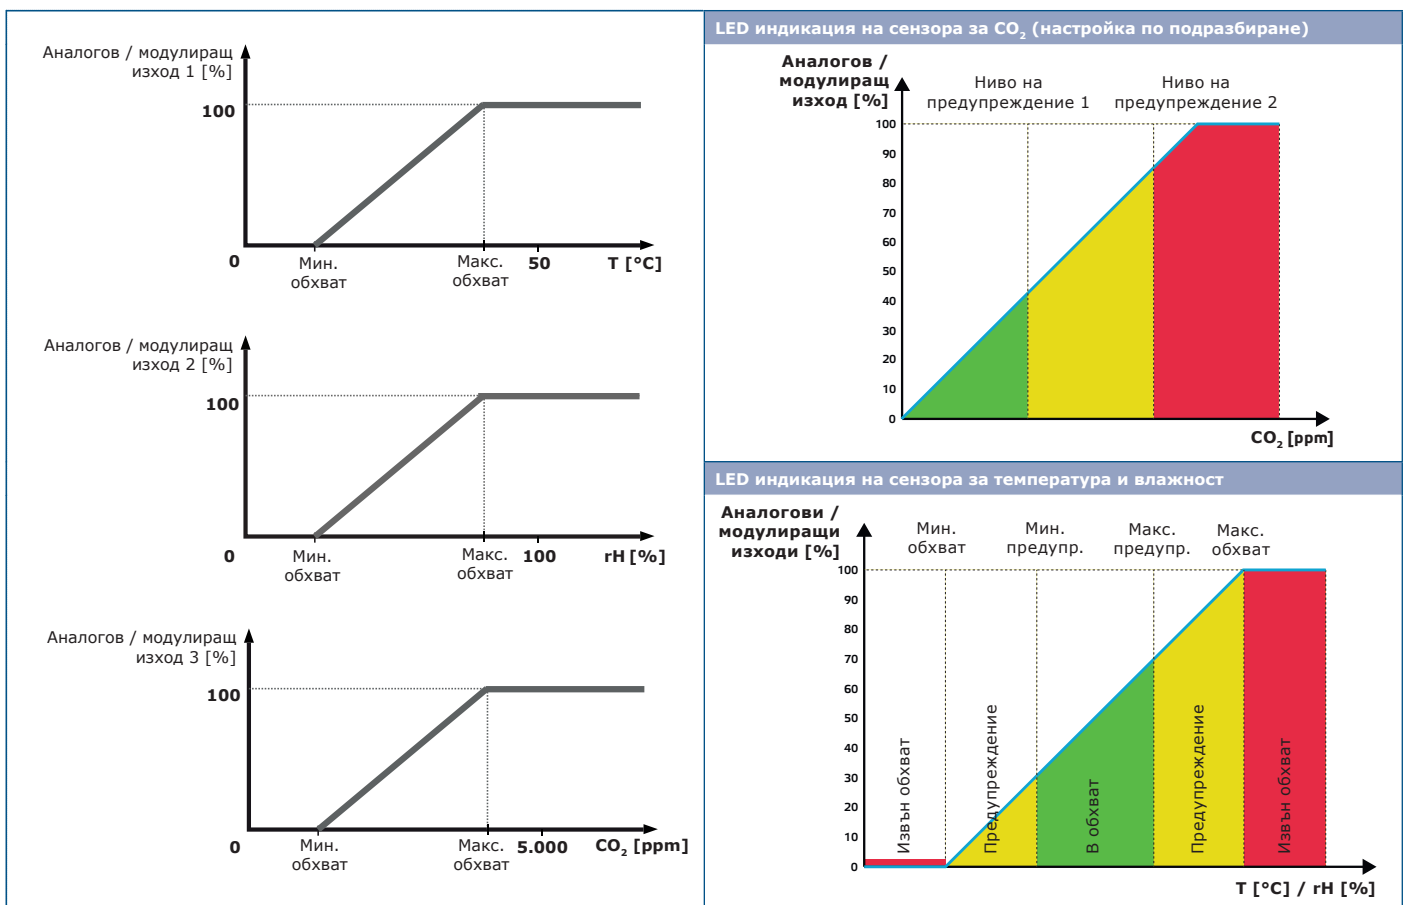 Аналогов / модулиращ
изход 1 [%]
100
0
Мин.
обхват
Макс.
обхват
50
T [°C]
Аналогов / модулиращ
изход 2 [%]
100
0
Мин.
обхват
Макс.
обхват
100
rH [%]
Аналогов / модулиращ
изход 3 [%]
100
0
Мин.
обхват
Макс.
обхват
5.000
CO₂ [ppm]
LED индикация на сензора за CO₂ (настройка по подразбиране)
Аналогов /
модулиращ
изход [%]
Ниво на
предупреждение 1
Ниво на
предупреждение 2
100
90
80
70
60
50
40
30
20
10
0
CO₂ [ppm]
LED индикация на сензора за температура и влажност
Аналогови /
модулиращи
изходи [%]
Мин.
обхват
Мин.
предупр.
Макс.
предупр.
Макс.
обхват
100
90
80
70
60
50
40
30
20
10
0
Извън обхват
Предупреждение
В обхват
Предупреждение
Извън обхват
T [°C] / rH [%]